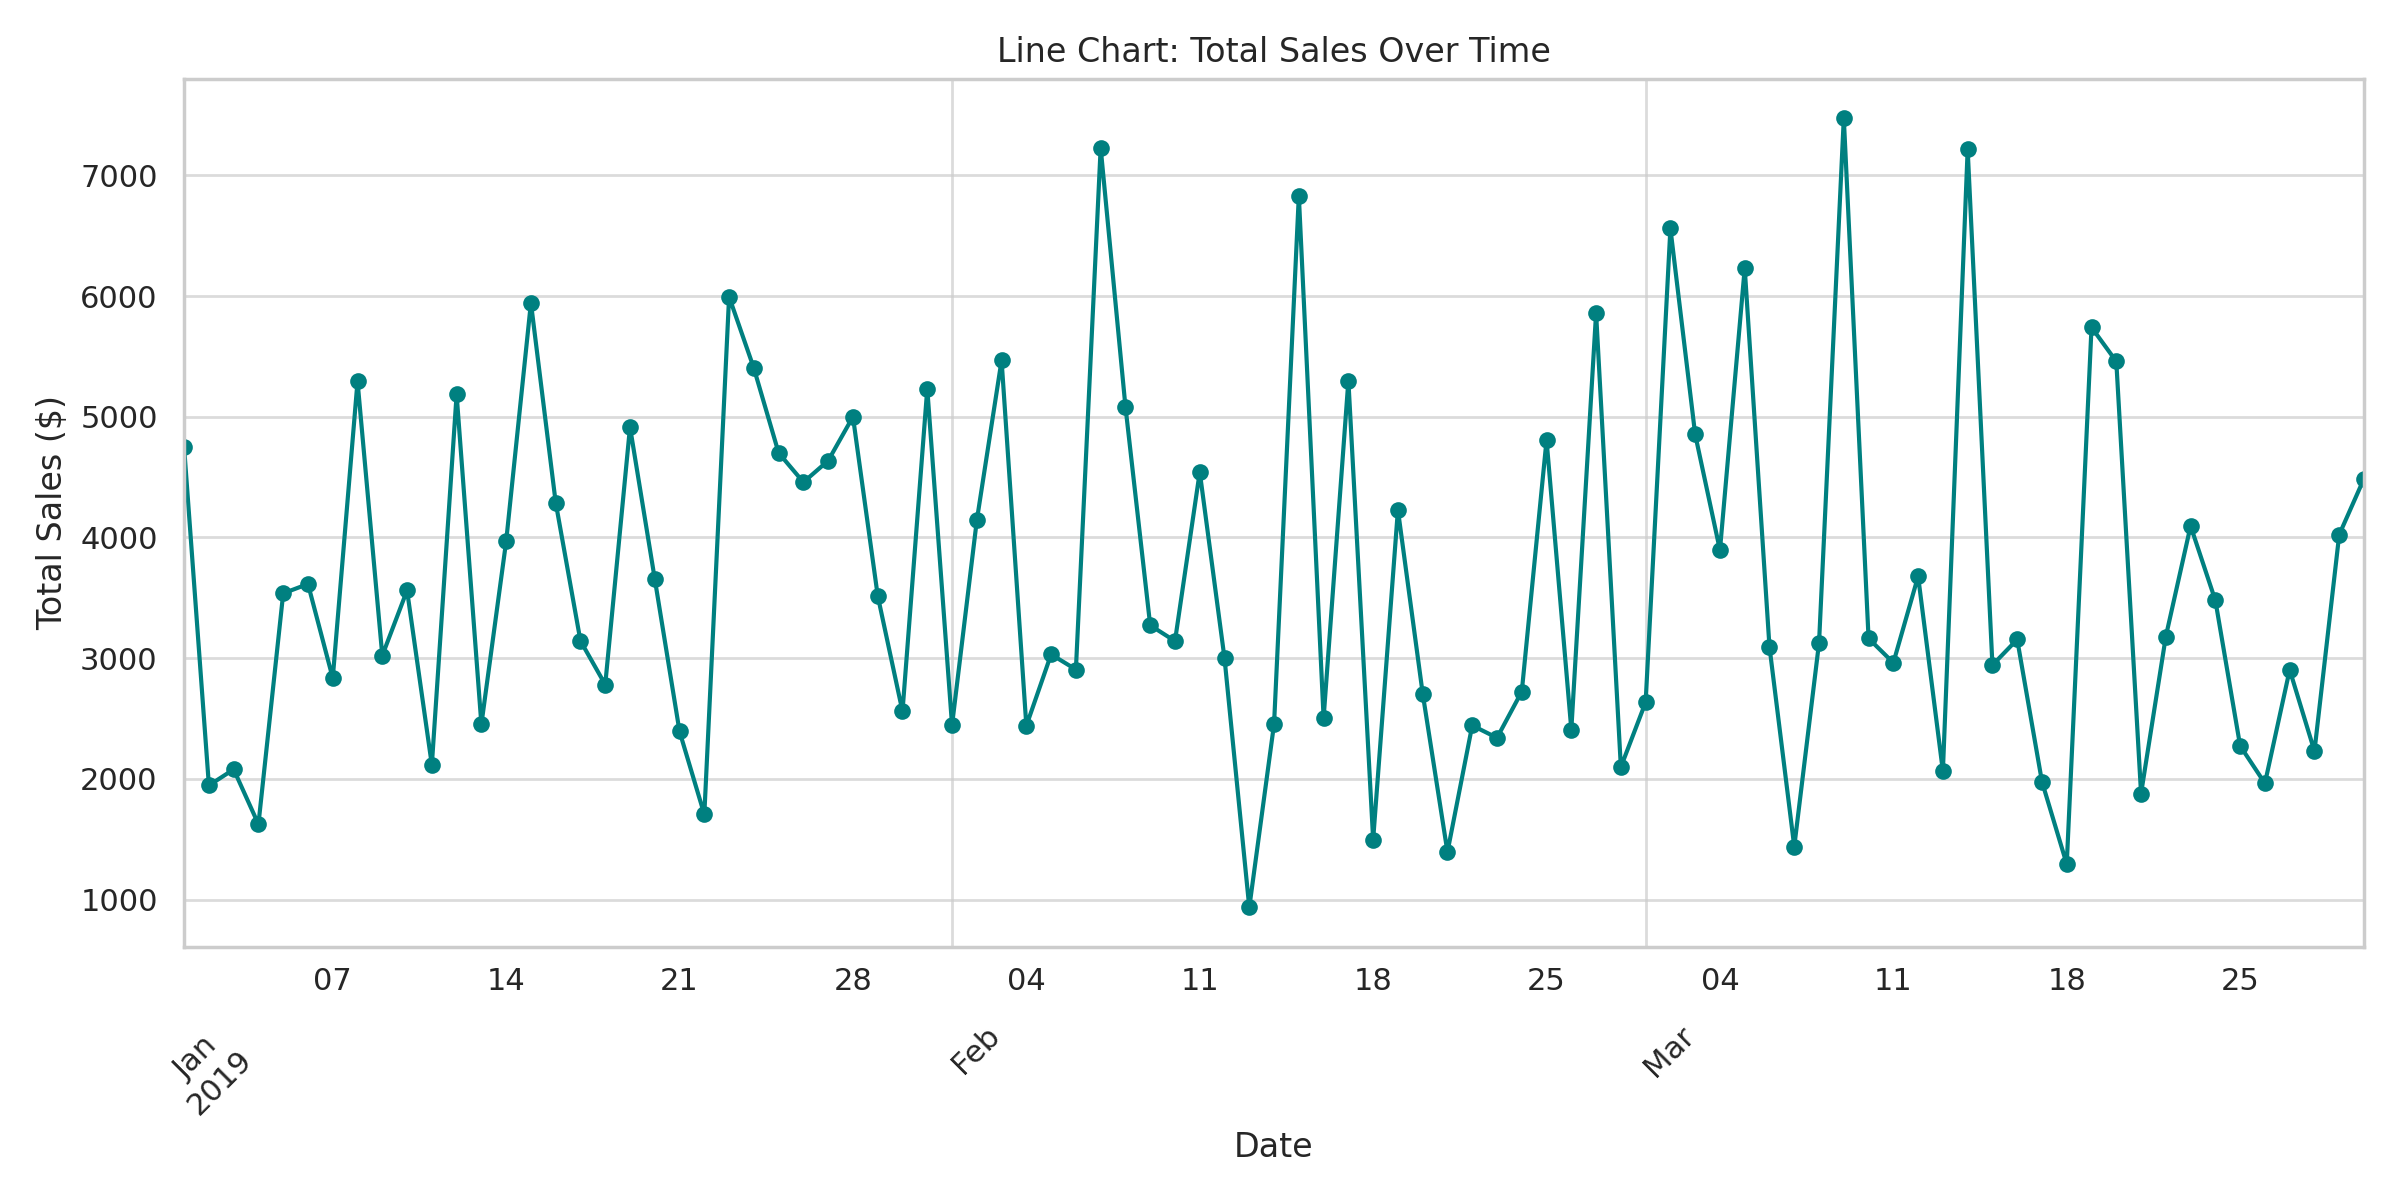 Line Chart: Total Sales Over Time
Total Sales ($)
7000
6000
5000
4000
3000
2000
1000
07 14 21 28 04 11 18 25 04 11 18 25
Jan Feb Mar
2019
Date